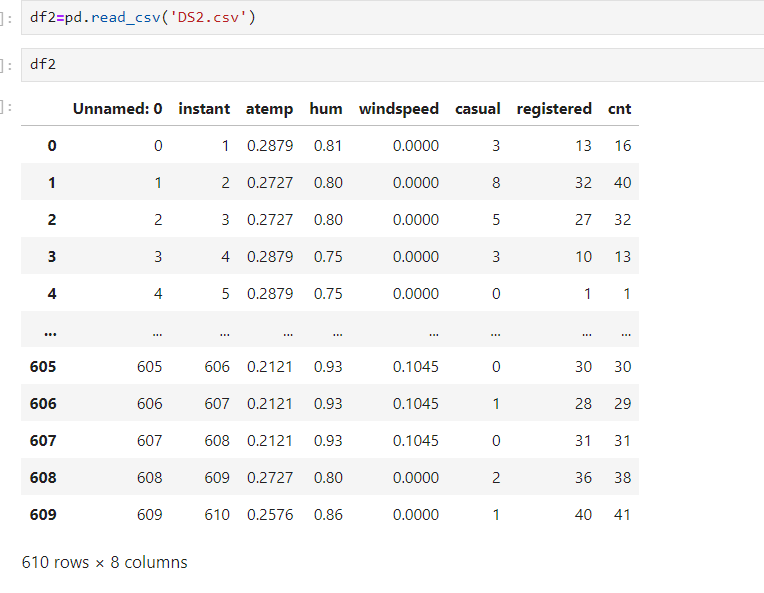 ]: df2=pd.read_csv('DS2.csv')
]: df2
]: Unnamed: 0 instant atemp hum windspeed casual registered cnt
0 0 1 0.2879 0.81 0.0000 3 13 16
1 1 2 0.2727 0.80 0.0000 8 32 40
2 2 3 0.2727 0.80 0.0000 5 27 32
3 3 4 0.2879 0.75 0.0000 3 10 13
4 4 5 0.2879 0.75 0.0000 0 1 1
... ... ... ... ... ... ... ... ...
605 605 606 0.2121 0.93 0.1045 0 30 30
606 606 607 0.2121 0.93 0.1045 1 28 29
607 607 608 0.2121 0.93 0.1045 0 31 31
608 608 609 0.2727 0.80 0.0000 2 36 38
609 609 610 0.2576 0.86 0.0000 1 40 41
610 rows × 8 columns